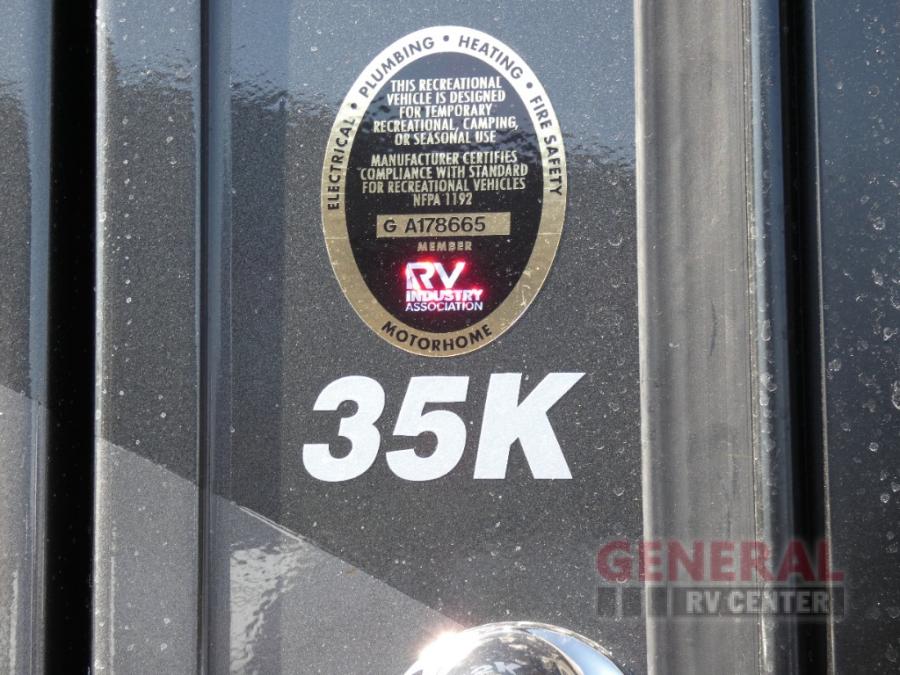 ELECTRICAL • PLUMBING • HEATING • FIRE SAFETY
THIS RECREATIONAL
VEHICLE IS DESIGNED
FOR TEMPORARY
RECREATIONAL, CAMPING,
OR SEASONAL USE
MANUFACTURER CERTIFIES
COMPLIANCE WITH STANDARD
FOR RECREATIONAL VEHICLES
NFPA 1192
G A178665
MEMBER
RV
INDUSTRY
ASSOCIATION
MOTORHOME
35K
GENERAL
RV CENTER